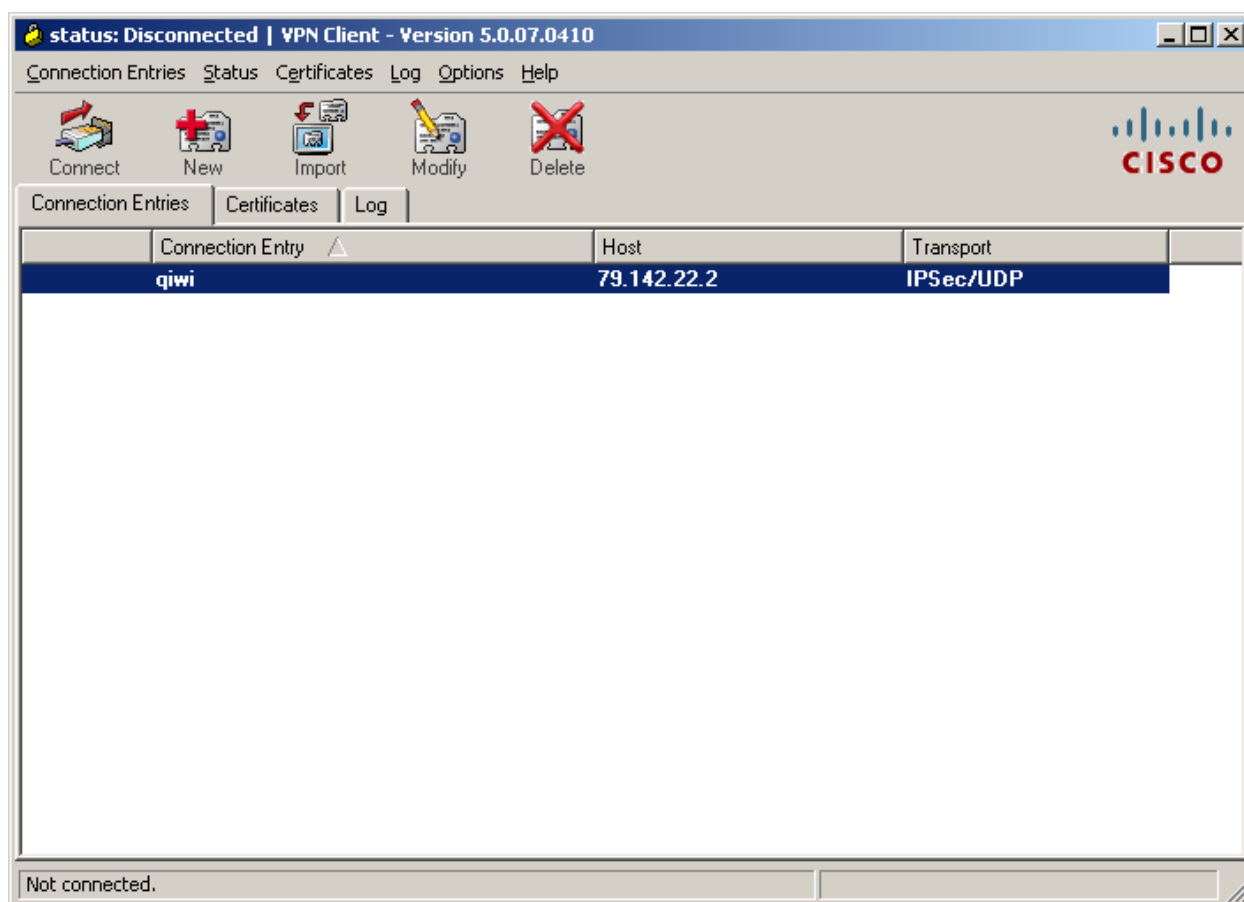 status: Disconnected | VPN Client - Version 5.0.07.0410
Connection Entries Status Certificates Log Options Help
Connect New Import Modify Delete
CISCO
Connection Entries Certificates Log
Connection Entry Host Transport
qiwi 79.142.22.2 IPSec/UDP
Not connected.